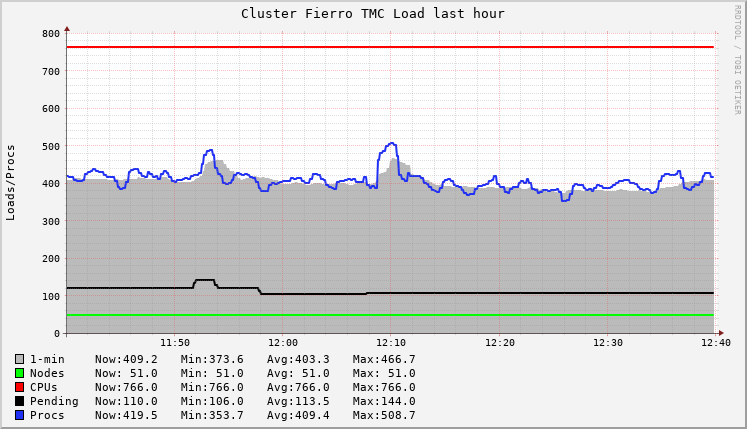 Cluster Fierro TMC Load last hour
RRDTOOL / TOBI OETIKER
Loads/Procs
800
700
600
500
400
300
200
100
0
11:50 12:00 12:10 12:20 12:30 12:40
1-min Now:409.2 Min:373.6 Avg:403.3 Max:466.7
Nodes Now: 51.0 Min: 51.0 Avg: 51.0 Max: 51.0
CPUs Now:766.0 Min:766.0 Avg:766.0 Max:766.0
Pending Now:110.0 Min:106.0 Avg:113.5 Max:144.0
Procs Now:419.5 Min:353.7 Avg:409.4 Max:508.7